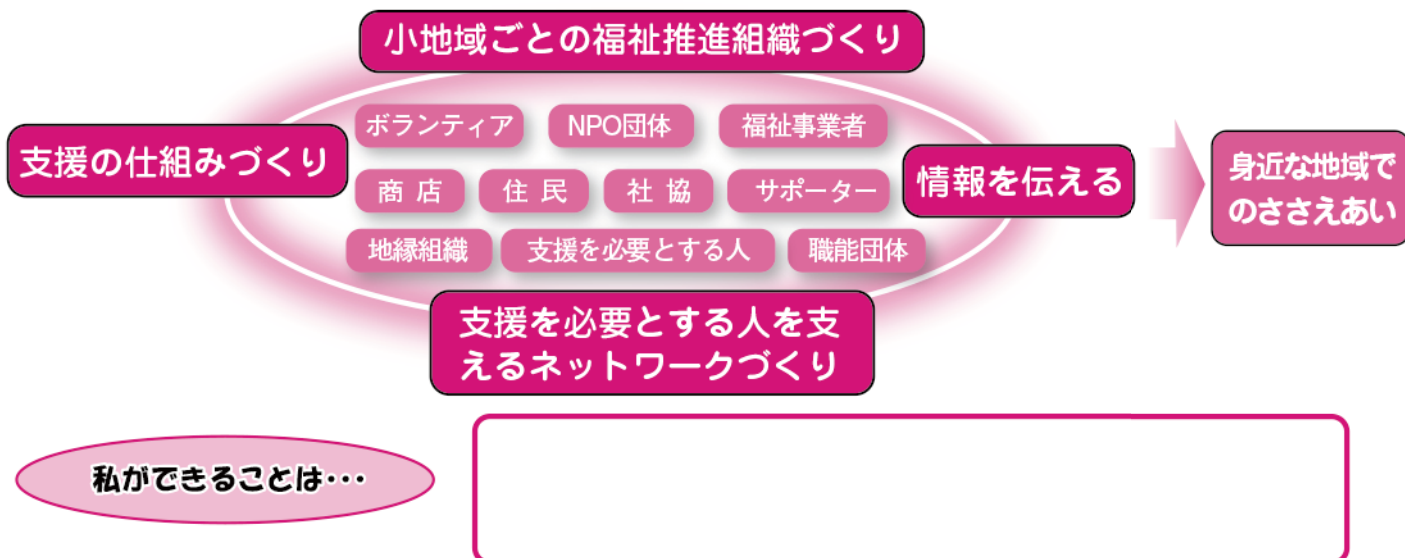 小地域ごとの福祉推進組織づくり
ボランティア
NPO団体
福祉事業者
支援の仕組みづくり
商 店
住 民
社 協
サポーター
情報を伝える
身近な地域で
のささえあい
地縁組織
支援を必要とする人
職能団体
支援を必要とする人を支
えるネットワークづくり
私ができることは･･･